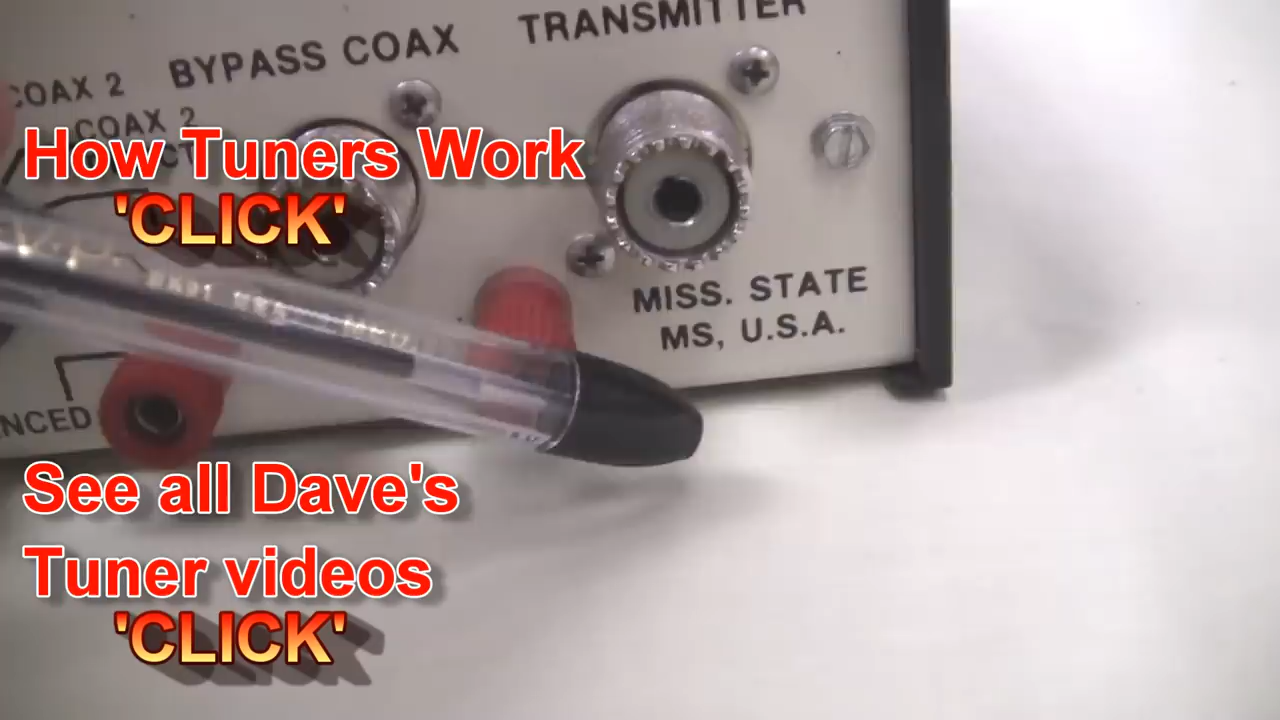 TRANSMITTER
BYPASS COAX
COAX 2
COAX 2
How Tuners Work
'CLICK'
MISS. STATE
MS, U.S.A.
See all Dave's
Tuner videos
'CLICK'